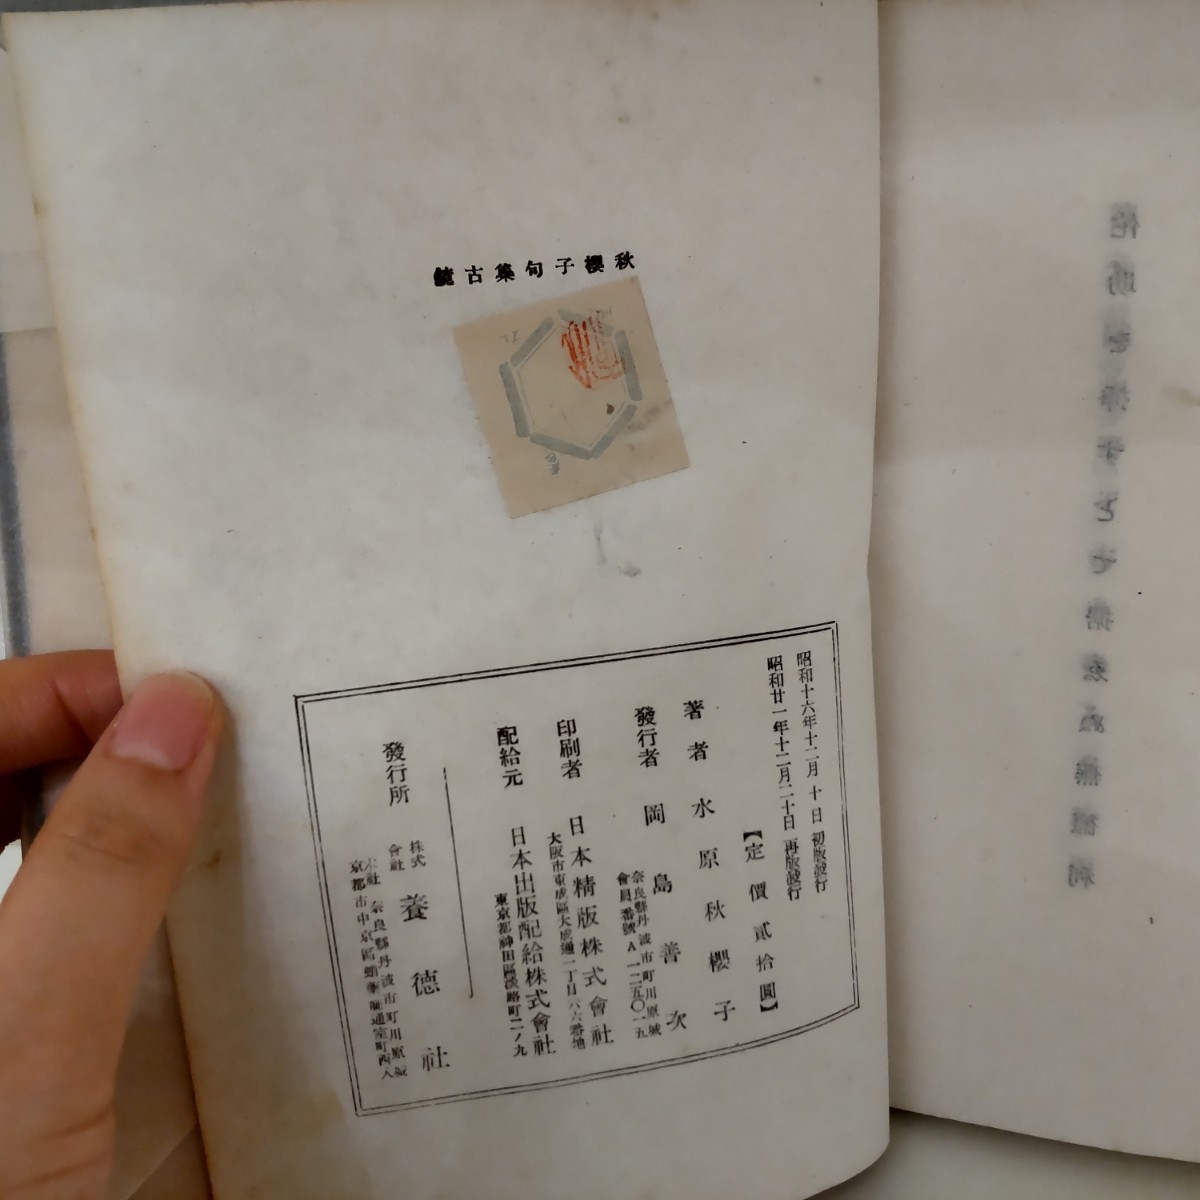 秋櫻子句集古鏡
昭和十六年十二月十日 初版發行
昭和廿一年十二月二十日 再版發行
【定價貳拾圓】
著者 水原秋櫻子
發行者 岡島善次
奈良縣丹波市町川原城
會員番號A一二五〇一五
印刷者 日本精版株式會社
大阪市東成區大成通一丁目六六番地
配給元 日本出版配給株式會社
東京都神田區淡路町二ノ九
發行所 株式會社 養德社
本社 奈良縣丹波市町川原城
京都市中京區蛸藥師通室町西入